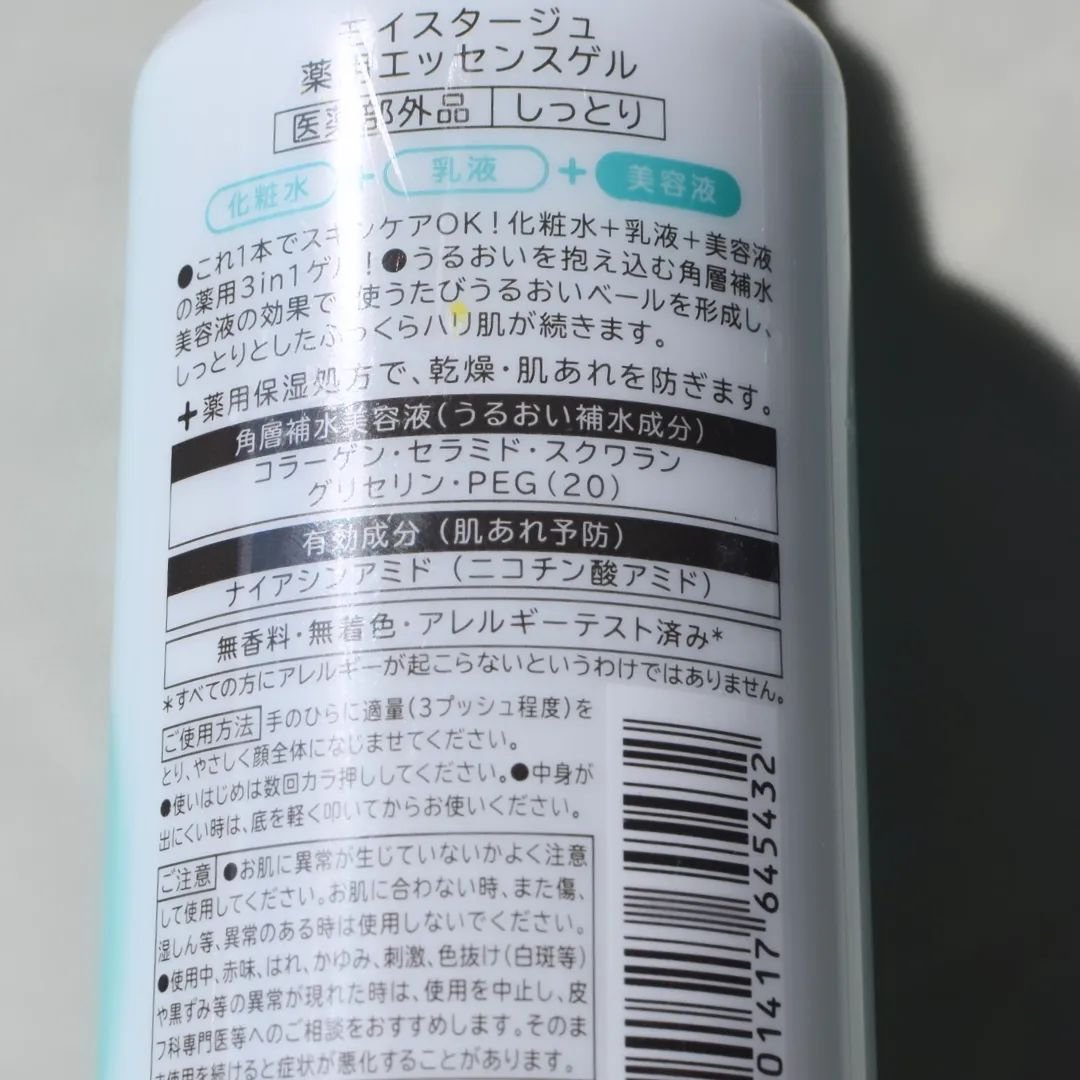 モイスタージュ
薬用エッセンスゲル
医薬部外品 しっとり
化粧水 + 乳液 + 美容液
●これ1本でスキンケアOK!化粧水+乳液+美容液
の薬用3in1ゲル!●うるおいを抱え込む角層補水
美容液の効果で、使うたびうるおいベールを形成し、
しっとりとしたふっくらハリ肌が続きます。
+薬用保湿処方で、乾燥・肌あれを防ぎます。
角層補水美容液(うるおい補水成分)
コラーゲン・セラミド・スクワラン
グリセリン・PEG(20)
有効成分(肌あれ予防)
ナイアシンアミド(ニコチン酸アミド)
無香料・無着色・アレルギーテスト済み*
*すべての方にアレルギーが起こらないというわけではありません。
ご使用方法 手のひらに適量(3プッシュ程度)を
とり、やさしく顔全体になじませてください。
●使いはじめは数回カラ押ししてください。●中身が
出にくい時は、底を軽く叩いてからお使いください。
ご注意 ●お肌に異常が生じていないかよく注意
して使用してください。お肌に合わない時、また傷、
湿しん等、異常のある時は使用しないでください。
●使用中、赤味、はれ、かゆみ、刺激、色抜け(白斑等)
や黒ずみ等の異常が現れた時は、使用を中止し、皮
フ科専門医等へのご相談をおすすめします。そのま
ま使用を続けると症状が悪化することがあります。
01417 645432